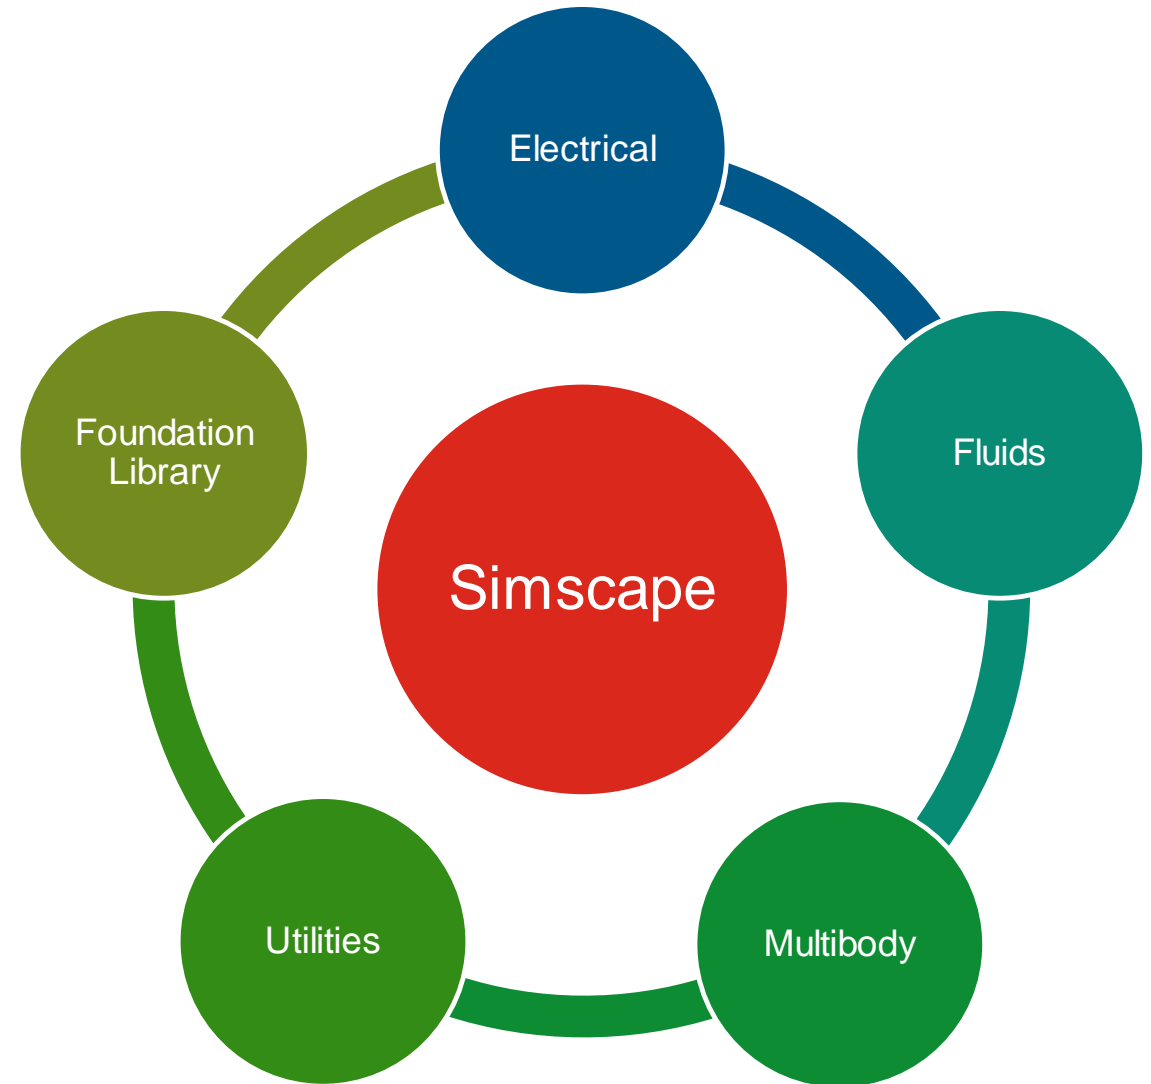 Electrical
Foundation
Library
Fluids
Simscape
Utilities
Multibody